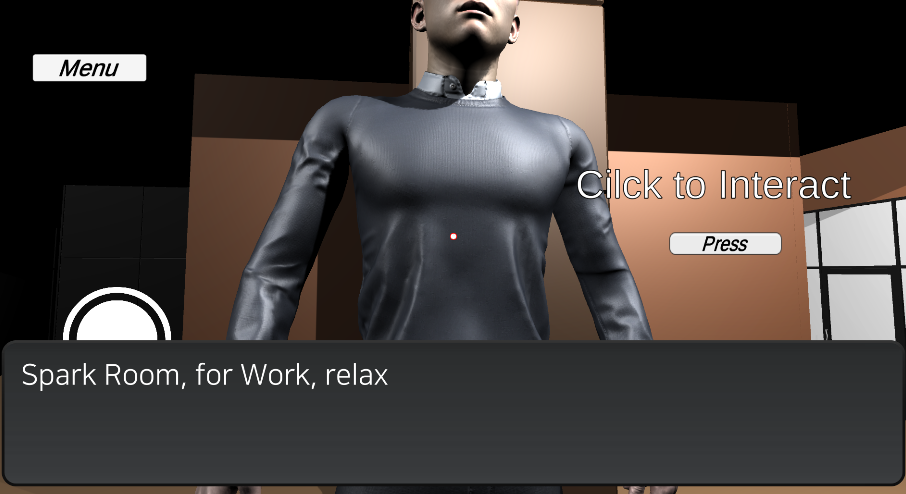 Menu
Cilck to Interact
Press
Spark Room, for Work, relax